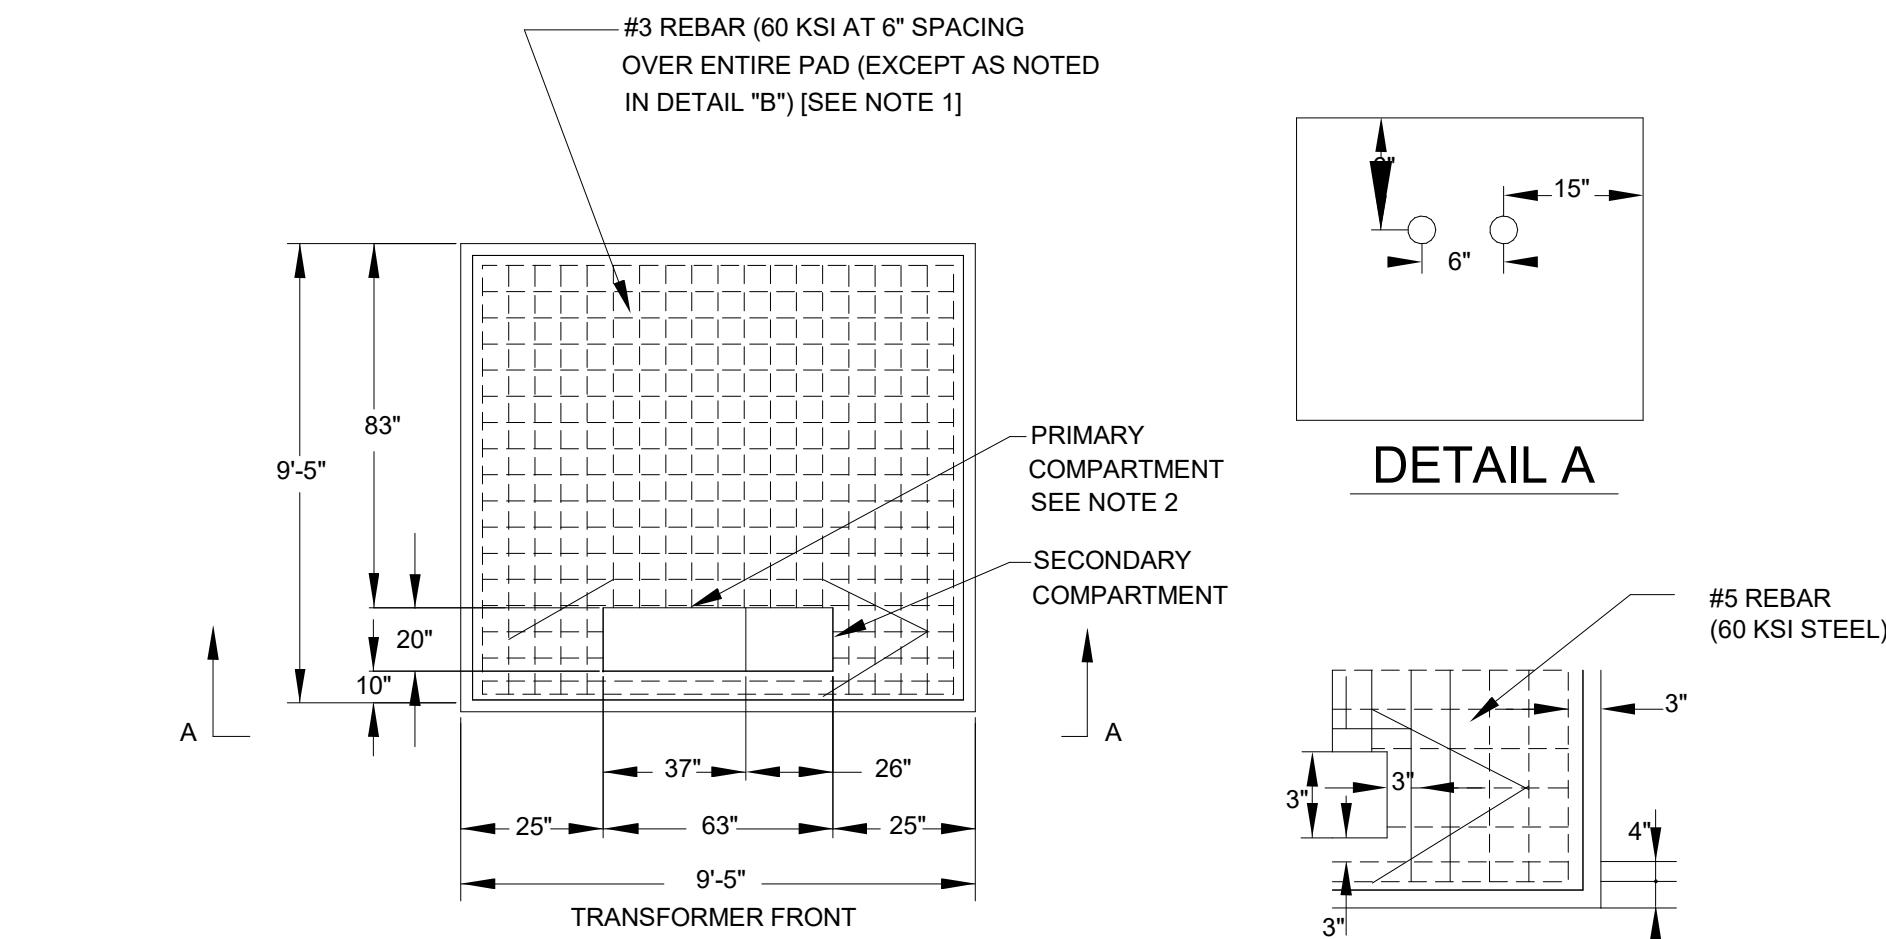 #3 REBAR (60 KSI AT 6" SPACING
OVER ENTIRE PAD (EXCEPT AS NOTED
IN DETAIL "B") [SEE NOTE 1]
15"
6"
DETAIL A
83"
9'-5"
20"
10"
PRIMARY
COMPARTMENT
SEE NOTE 2
SECONDARY
COMPARTMENT
A
A
37"
26"
25"
63"
25"
9'-5"
TRANSFORMER FRONT
#5 REBAR
(60 KSI STEEL)
3"
3"
3"
4"
3"